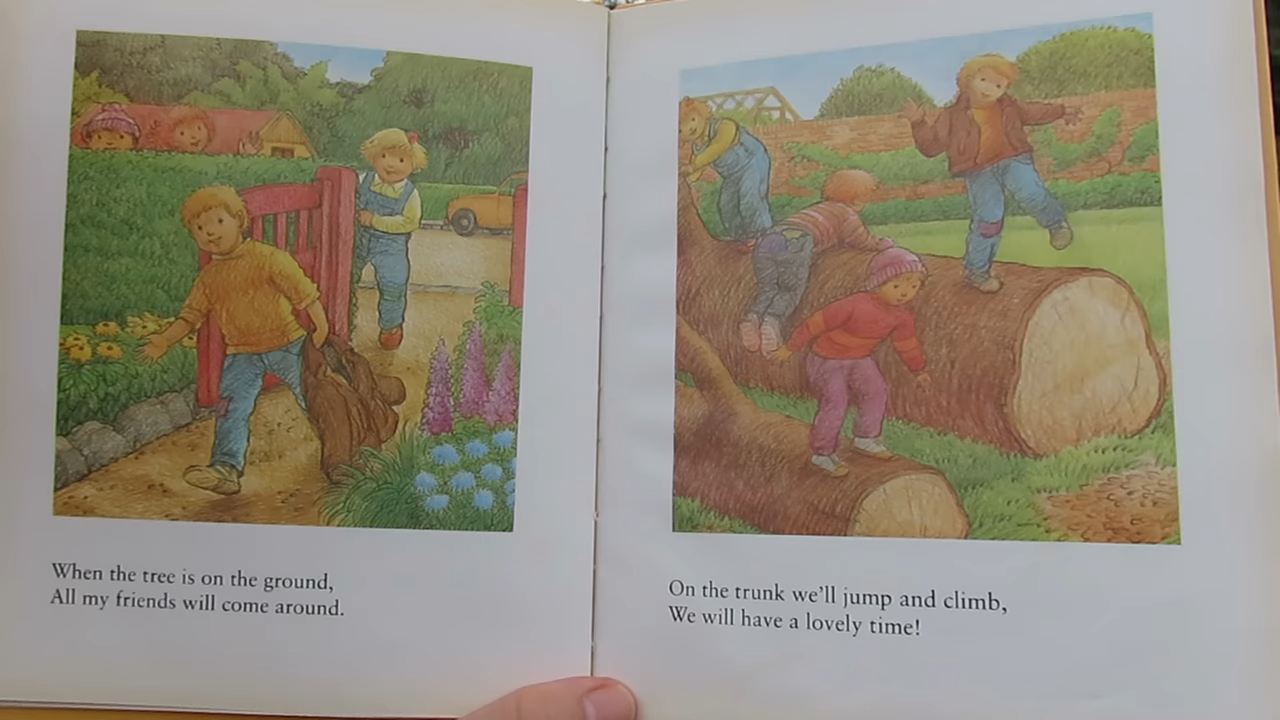 When the tree is on the ground,
All my friends will come around.
On the trunk we'll jump and climb,
We will have a lovely time!